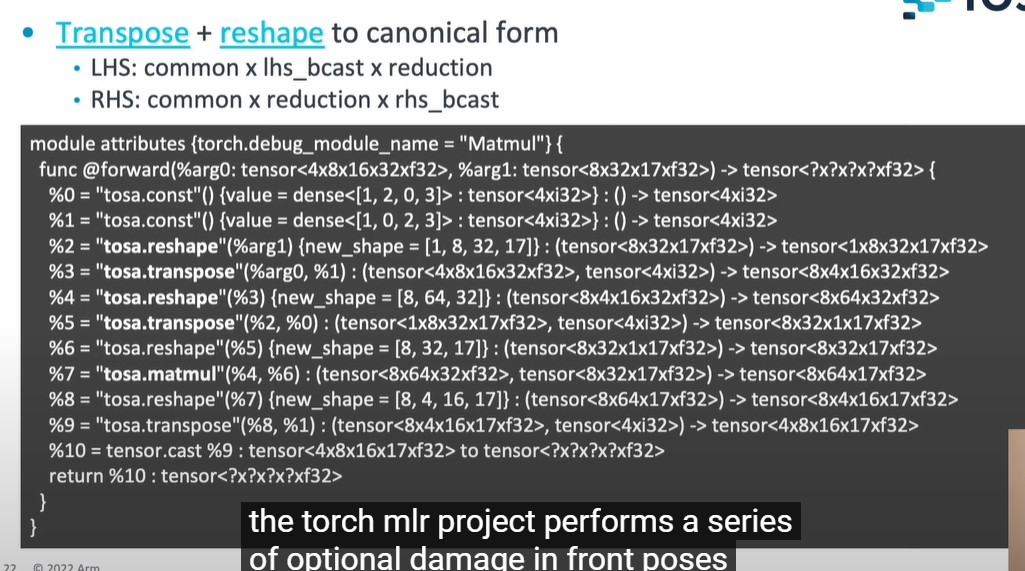 • Transpose + reshape to canonical form
• LHS: common x lhs_bcast x reduction
• RHS: common x reduction x rhs_bcast
module attributes {torch.debug_module_name = "Matmul"} {
func @forward(%arg0: tensor<4x8x16x32xf32>, %arg1: tensor<8x32x17xf32>) -> tensor<?x?x?x?xf32> {
%0 = "tosa.const"() {value = dense<[1, 2, 0, 3]> : tensor<4xi32>} : () -> tensor<4xi32>
%1 = "tosa.const"() {value = dense<[1, 0, 2, 3]> : tensor<4xi32>} : () -> tensor<4xi32>
%2 = "tosa.reshape"(%arg1) {new_shape = [1, 8, 32, 17]} : (tensor<8x32x17xf32>) -> tensor<1x8x32x17xf32>
%3 = "tosa.transpose"(%arg0, %1) : (tensor<4x8x16x32xf32>, tensor<4xi32>) -> tensor<8x4x16x32xf32>
%4 = "tosa.reshape"(%3) {new_shape = [8, 64, 32]} : (tensor<8x4x16x32xf32>) -> tensor<8x64x32xf32>
%5 = "tosa.transpose"(%2, %0) : (tensor<1x8x32x17xf32>, tensor<4xi32>) -> tensor<8x32x1x17xf32>
%6 = "tosa.reshape"(%5) {new_shape = [8, 32, 17]} : (tensor<8x32x1x17xf32>) -> tensor<8x32x17xf32>
%7 = "tosa.matmul"(%4, %6) : (tensor<8x64x32xf32>, tensor<8x32x17xf32>) -> tensor<8x64x17xf32>
%8 = "tosa.reshape"(%7) {new_shape = [8, 4, 16, 17]} : (tensor<8x64x17xf32>) -> tensor<8x4x16x17xf32>
%9 = "tosa.transpose"(%8, %1) : (tensor<8x4x16x17xf32>, tensor<4xi32>) -> tensor<4x8x16x17xf32>
%10 = tensor.cast %9 : tensor<4x8x16x17xf32> to tensor<?x?x?x?xf32>
return %10 : tensor<?x?x?x?xf32>
}
}
the torch mlr project performs a series
of optional damage in front poses
22 © 2022 Arm